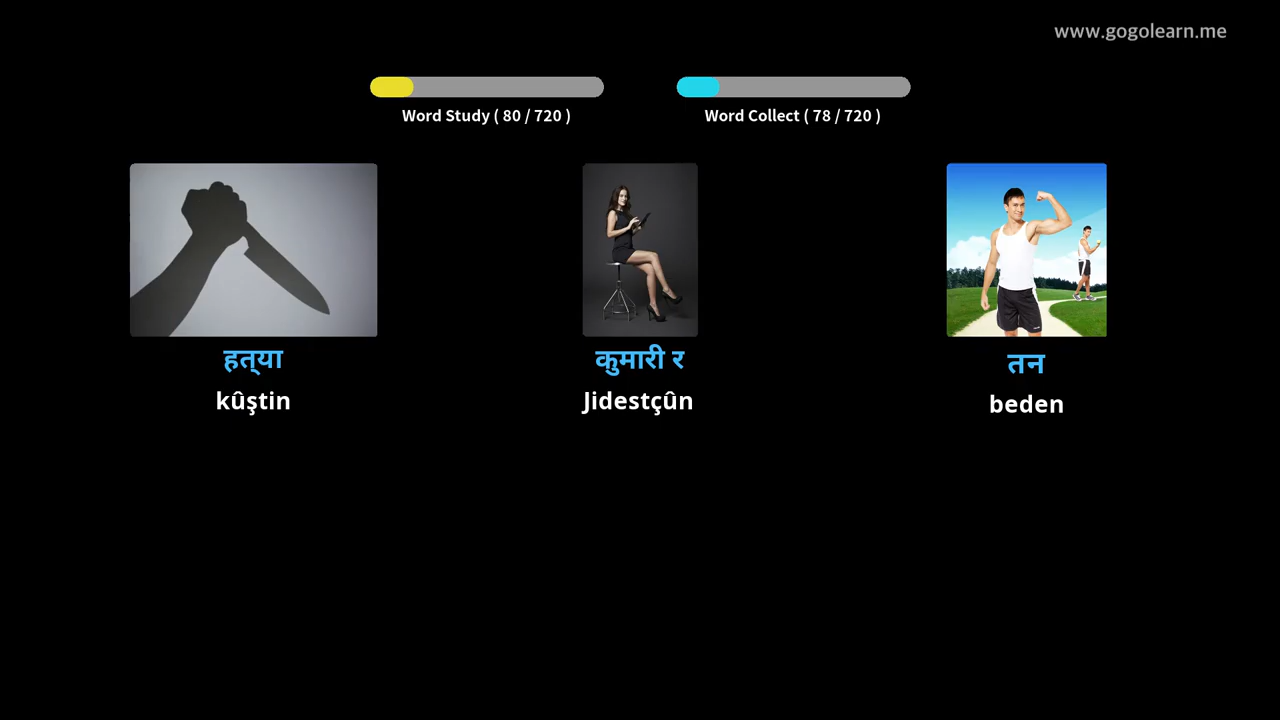 www.gogolearn.me
Word Study ( 80 / 720 )
Word Collect ( 78 / 720 )
हत्‌या
कुमारी र
तन
kûştin
Jidestçûn
beden